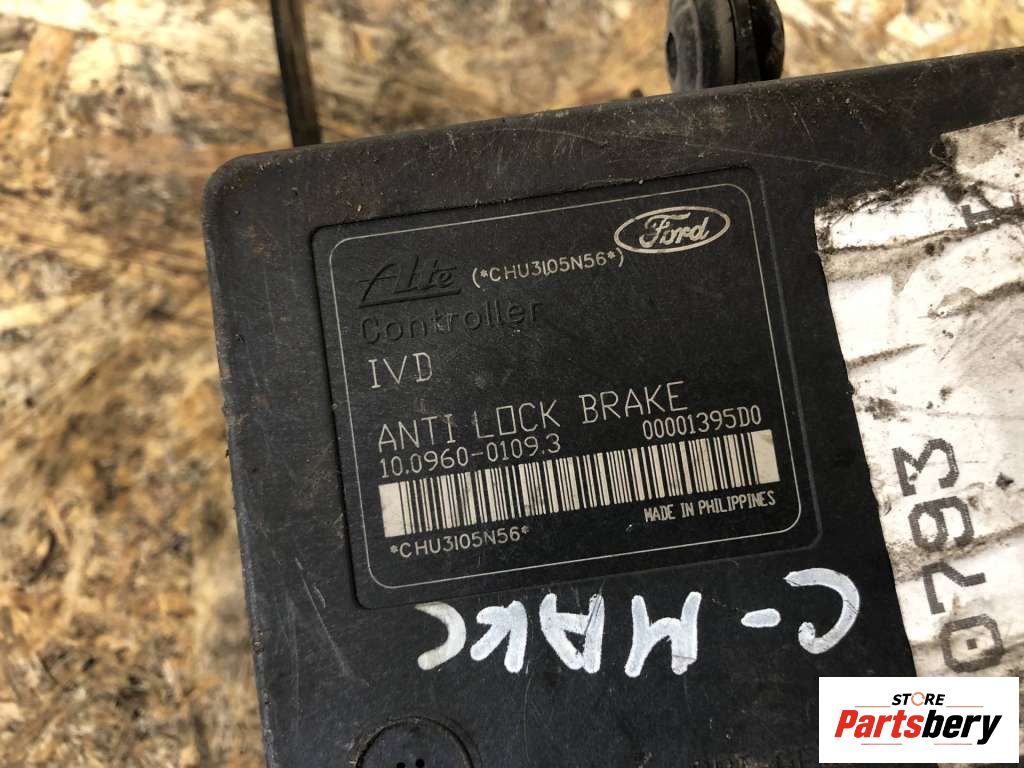 Ford
Ate (*CHU3105N56*)
Controller
IVD
ANTI LOCK BRAKE
10.0960-0109.3 00001395D0
*CHU3105N56*
MADE IN PHILIPPINES
0793
STORE
Partsbery